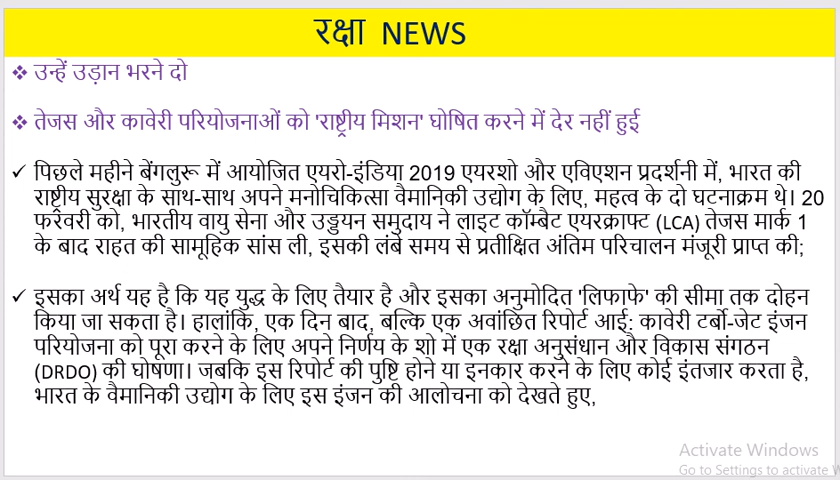 रक्षा NEWS
❖ उन्हें उड़ान भरने दो
❖ तेजस और कावेरी परियोजनाओं को 'राष्ट्रीय मिशन' घोषित करने में देर नहीं हुई
✓ पिछले महीने बेंगलुरू में आयोजित एयरो-इंडिया 2019 एयरशो और एविएशन प्रदर्शनी में, भारत की
राष्ट्रीय सुरक्षा के साथ-साथ अपने मनोचिकित्सा वैमानिकी उद्योग के लिए, महत्व के दो घटनाक्रम थे। 20
फरवरी को, भारतीय वायु सेना और उड्डयन समुदाय ने लाइट कॉम्बैट एयरक्राफ्ट (LCA) तेजस मार्क 1
के बाद राहत की सामूहिक सांस ली, इसकी लंबे समय से प्रतीक्षित अंतिम परिचालन मंजूरी प्राप्त की;
✓ इसका अर्थ यह है कि यह युद्ध के लिए तैयार है और इसका अनुमोदित 'लिफाफे' की सीमा तक दोहन
किया जा सकता है। हालांकि, एक दिन बाद, बल्कि एक अवांछित रिपोर्ट आई: कावेरी टर्बो-जेट इंजन
परियोजना को पूरा करने के लिए अपने निर्णय के शो में एक रक्षा अनुसंधान और विकास संगठन
(DRDO) की घोषणा। जबकि इस रिपोर्ट की पुष्टि होने या इनकार करने के लिए कोई इंतजार करता है,
भारत के वैमानिकी उद्योग के लिए इस इंजन की आलोचना को देखते हुए,
Activate Windows
Go to Settings to activate W